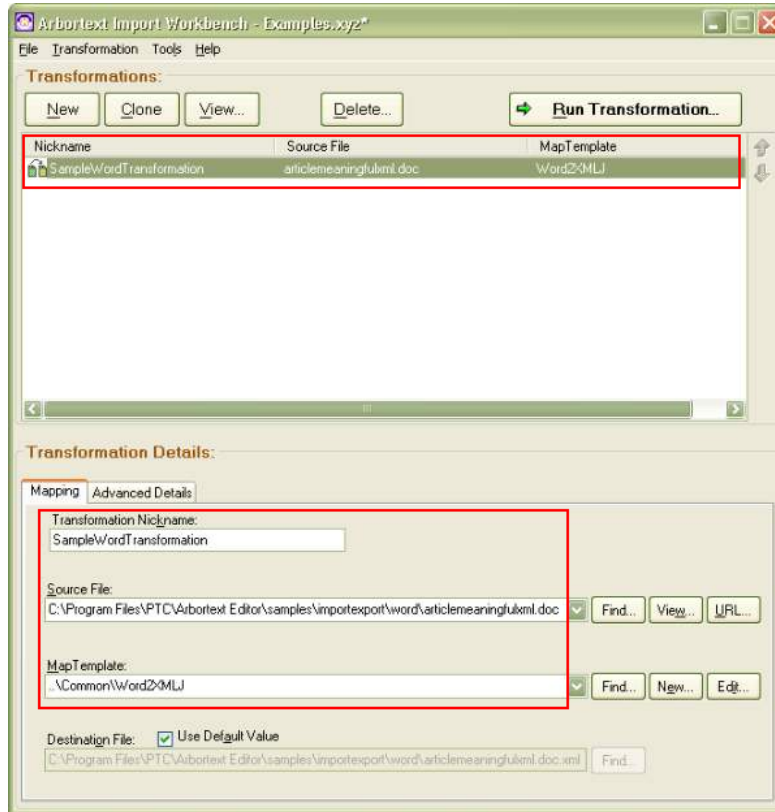 Arbortext Import Workbench - Examples.xyz*
File Transformation Tools Help
Transformations:
New Clone View... Delete... Run Transformation...
Nickname Source File MapTemplate
SampleWordTransformation articlemeaningfulxml.doc Word2XMLJ
Transformation Details:
Mapping Advanced Details
Transformation Nickname:
SampleWordTransformation
Source File:
C:\Program Files\PTC\Arbortext Editor\samples\importexport\word\articlemeaningfulxml.doc Find... View... URL...
MapTemplate:
..\Common\Word2XMLJ Find... New... Edit...
Destination File: Use Default Value
C:\Program Files\PTC\Arbortext Editor\samples\importexport\word\articlemeaningfulxml.doc.xml Find...